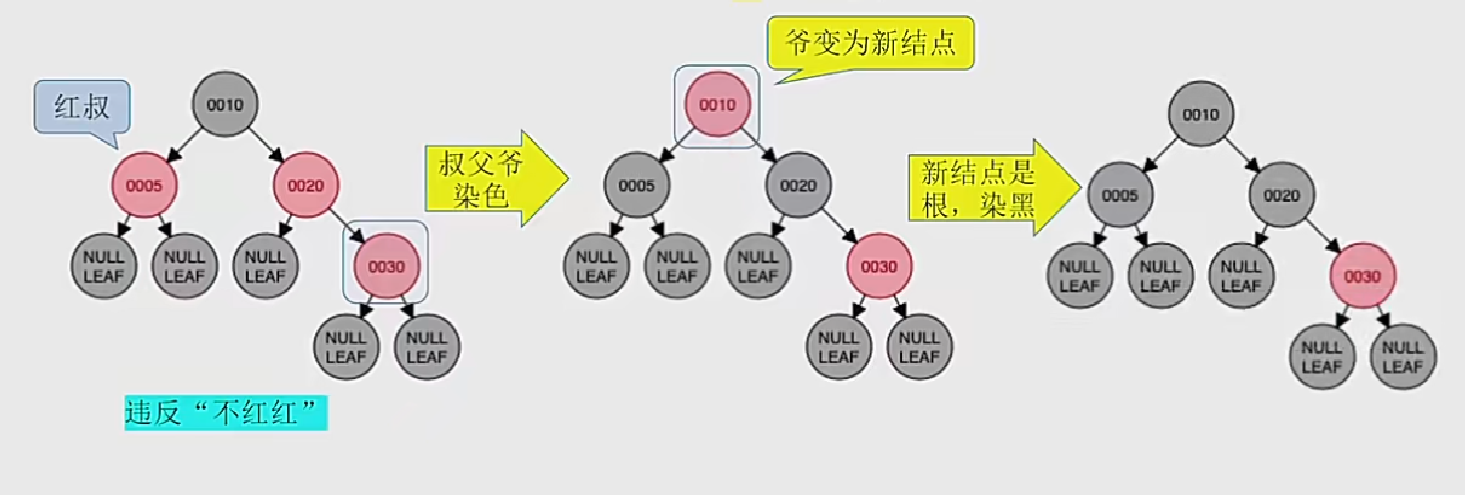 爷变为新结点
红叔
0010
0005
0020
NULL
LEAF
NULL
LEAF
NULL
LEAF
0030
NULL
LEAF
NULL
LEAF
违反“不红红”
叔父爷
染色
0010
0005
0020
NULL
LEAF
NULL
LEAF
NULL
LEAF
0030
NULL
LEAF
NULL
LEAF
新结点是
根，染黑
0010
0005
0020
NULL
LEAF
NULL
LEAF
NULL
LEAF
0030
NULL
LEAF
NULL
LEAF